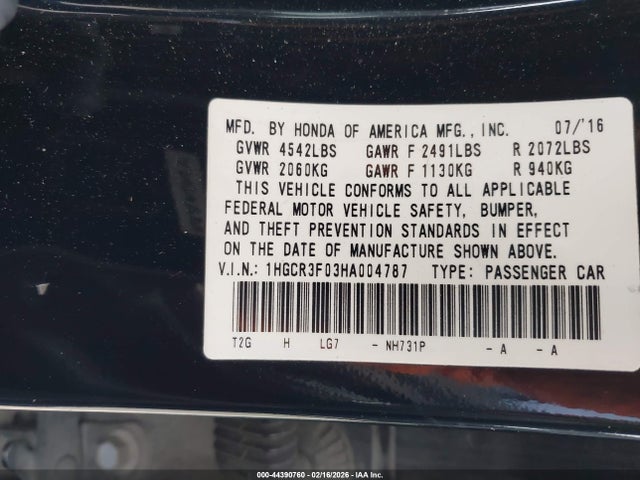 MFD. BY HONDA OF AMERICA MFG., INC. 07/'16
GVWR 4542LBS GAWR F 2491LBS R 2072LBS
GVWR 2060KG GAWR F 1130KG R 940KG
THIS VEHICLE CONFORMS TO ALL APPLICABLE
FEDERAL MOTOR VEHICLE SAFETY, BUMPER,
AND THEFT PREVENTION STANDARDS IN EFFECT
ON THE DATE OF MANUFACTURE SHOWN ABOVE.
V.I.N.: 1HGCR3F03HA004787 TYPE: PASSENGER CAR
T2G H LG7 - NH731P - A - A
000-44390760 - 02/16/2026 - IAA Inc.